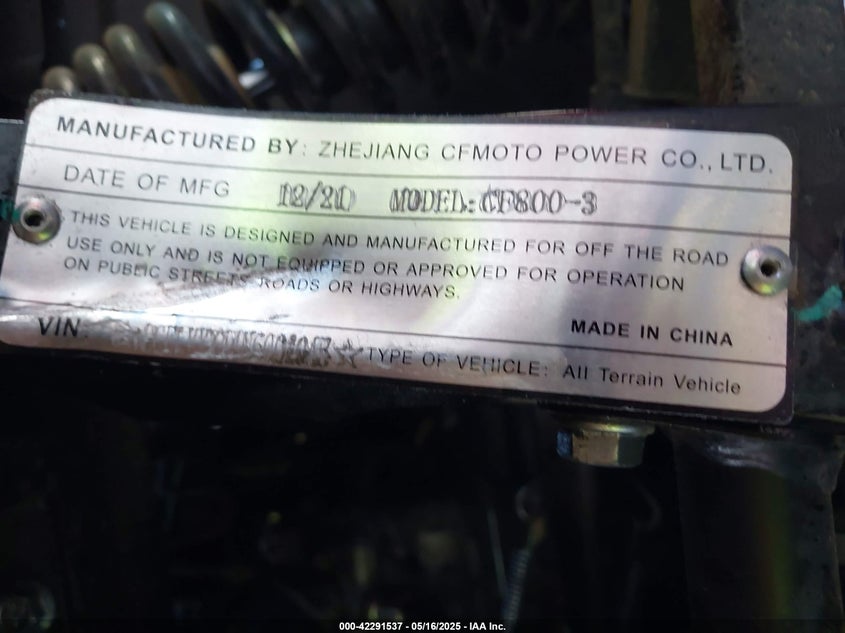 MANUFACTURED BY: ZHEJIANG CFMOTO POWER CO., LTD.
DATE OF MFG 12/20 MODEL: CF800-3
THIS VEHICLE IS DESIGNED AND MANUFACTURED FOR OFF THE ROAD
USE ONLY AND IS NOT EQUIPPED OR APPROVED FOR OPERATION
ON PUBLIC STREETS ROADS OR HIGHWAYS.
MADE IN CHINA
VIN: TYPE OF VEHICLE: All Terrain Vehicle
000-42291537 - 05/16/2025 - IAA Inc.